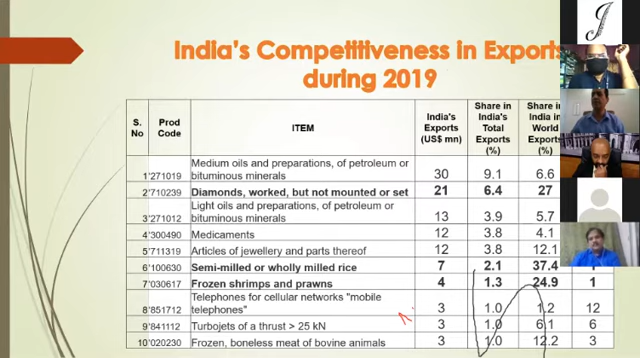 India's Competitiveness in Exports
during 2019
S. No Prod Code ITEM India's Exports (US$ mn) Share in India's Total Exports (%) Share in India in World Exports (%)
1 '271019 Medium oils and preparations, of petroleum or bituminous minerals 30 9.1 6.6
2 '710239 Diamonds, worked, but not mounted or set 21 6.4 27
3 '271012 Light oils and preparations, of petroleum or bituminous minerals 13 3.9 5.7
4 '300490 Medicaments 12 3.8 4.1
5 '711319 Articles of jewellery and parts thereof 12 3.8 12.1
6 '100630 Semi-milled or wholly milled rice 7 2.1 37.4
7 '030617 Frozen shrimps and prawns 4 1.3 24.9 1
8 '851712 Telephones for cellular networks "mobile telephones" 3 1.0 1.2 12
9 '841112 Turbojets of a thrust > 25 kN 3 1.0 6.1 6
10 '020230 Frozen, boneless meat of bovine animals 3 1.0 12.2 3